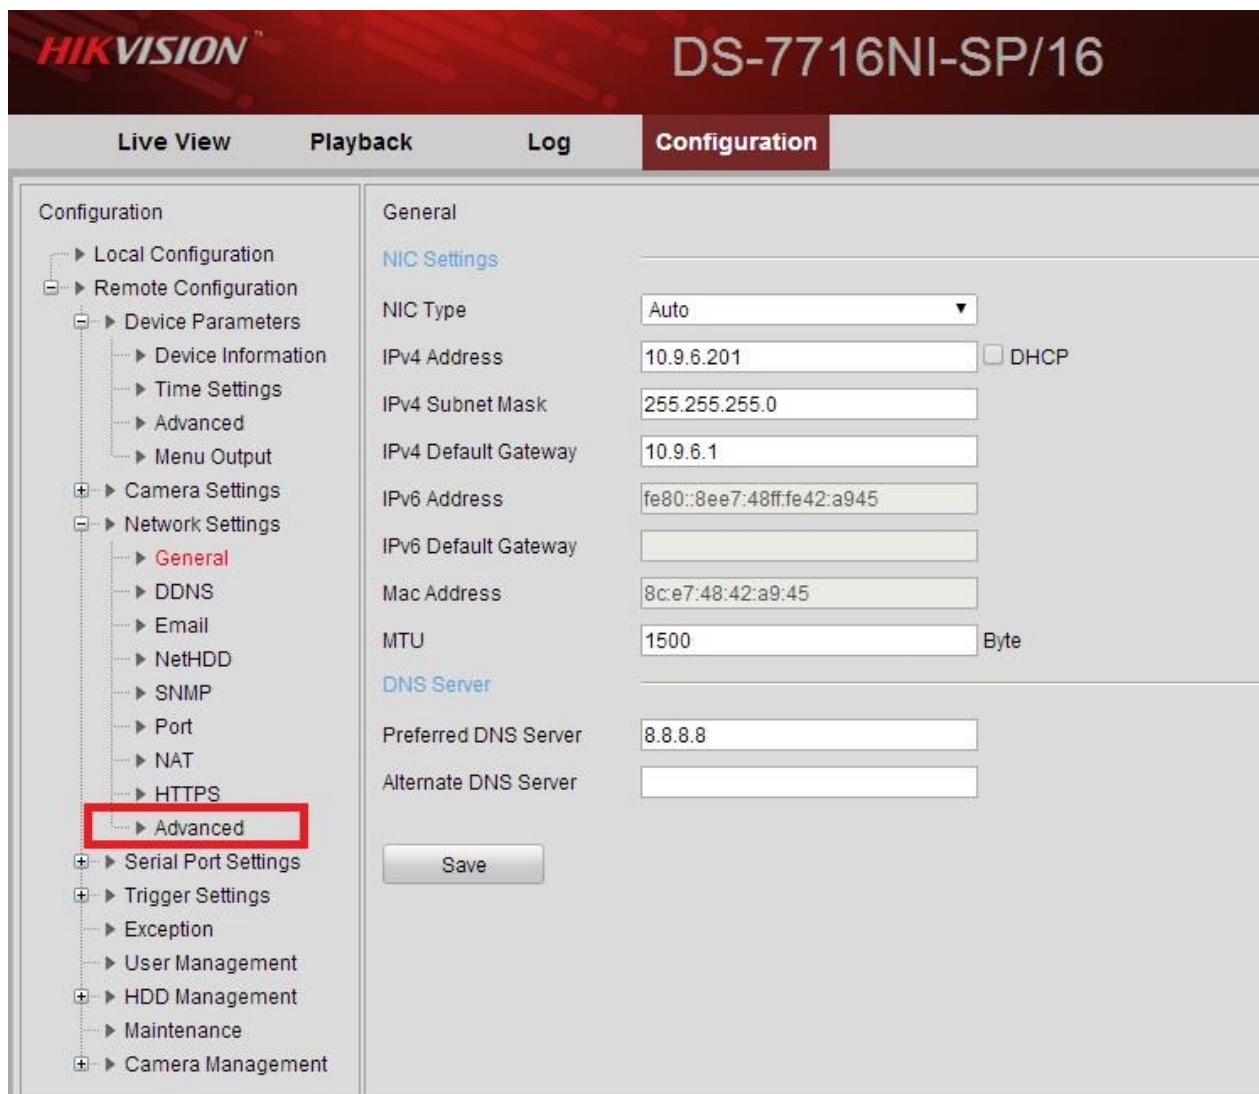 HIKVISION™
DS-7716NI-SP/16
Live View Playback Log Configuration
Configuration
Local Configuration
Remote Configuration
Device Parameters
Device Information
Time Settings
Advanced
Menu Output
Camera Settings
Network Settings
General
DDNS
Email
NetHDD
SNMP
Port
NAT
HTTPS
Advanced
Serial Port Settings
Trigger Settings
Exception
User Management
HDD Management
Maintenance
Camera Management
General
NIC Settings
NIC Type Auto
IPv4 Address 10.9.6.201 DHCP
IPv4 Subnet Mask 255.255.255.0
IPv4 Default Gateway 10.9.6.1
IPv6 Address fe80::8ee7:48ff:fe42:a945
IPv6 Default Gateway
Mac Address 8c:e7:48:42:a9:45
MTU 1500 Byte
DNS Server
Preferred DNS Server 8.8.8.8
Alternate DNS Server
Save